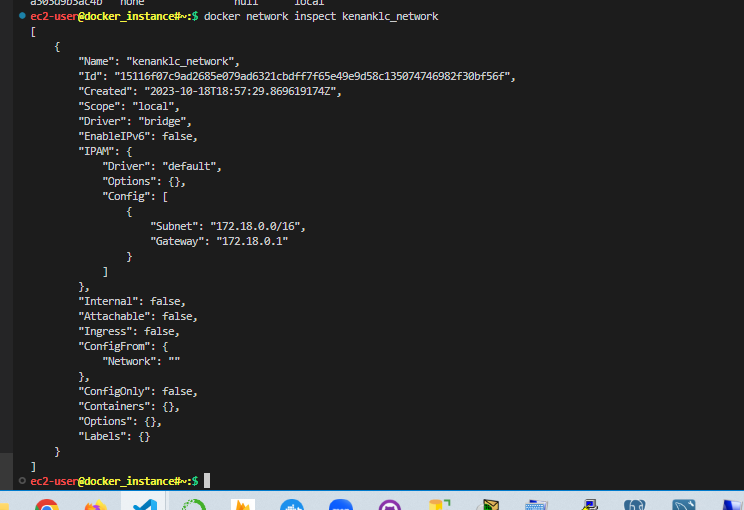 a303d9b3ac4b none null local
ec2-user@docker_instance#~:$ docker network inspect kenanklc_network
[
    {
        "Name": "kenanklc_network",
        "Id": "15116f07c9ad2685e079ad6321cbdff7f65e49e9d58c135074746982f30bf56f",
        "Created": "2023-10-18T18:57:29.869619174Z",
        "Scope": "local",
        "Driver": "bridge",
        "EnableIPv6": false,
        "IPAM": {
            "Driver": "default",
            "Options": {},
            "Config": [
                {
                    "Subnet": "172.18.0.0/16",
                    "Gateway": "172.18.0.1"
                }
            ]
        },
        "Internal": false,
        "Attachable": false,
        "Ingress": false,
        "ConfigFrom": {
            "Network": ""
        },
        "ConfigOnly": false,
        "Containers": {},
        "Options": {},
        "Labels": {}
    }
]
ec2-user@docker_instance#~:$